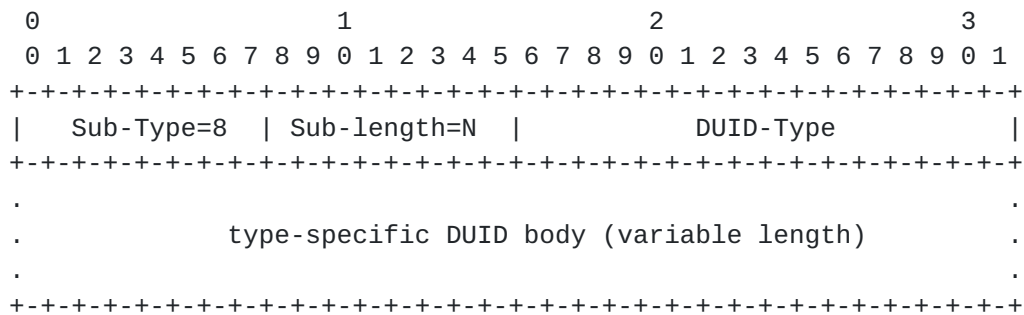 0                   1                   2                   3
 0 1 2 3 4 5 6 7 8 9 0 1 2 3 4 5 6 7 8 9 0 1 2 3 4 5 6 7 8 9 0 1
+-+-+-+-+-+-+-+-+-+-+-+-+-+-+-+-+-+-+-+-+-+-+-+-+-+-+-+-+-+-+-+-+
|   Sub-Type=8  | Sub-length=N  |           DUID-Type           |
+-+-+-+-+-+-+-+-+-+-+-+-+-+-+-+-+-+-+-+-+-+-+-+-+-+-+-+-+-+-+-+-+
.                                                               .
.             type-specific DUID body (variable length)         .
.                                                               .
+-+-+-+-+-+-+-+-+-+-+-+-+-+-+-+-+-+-+-+-+-+-+-+-+-+-+-+-+-+-+-+-+